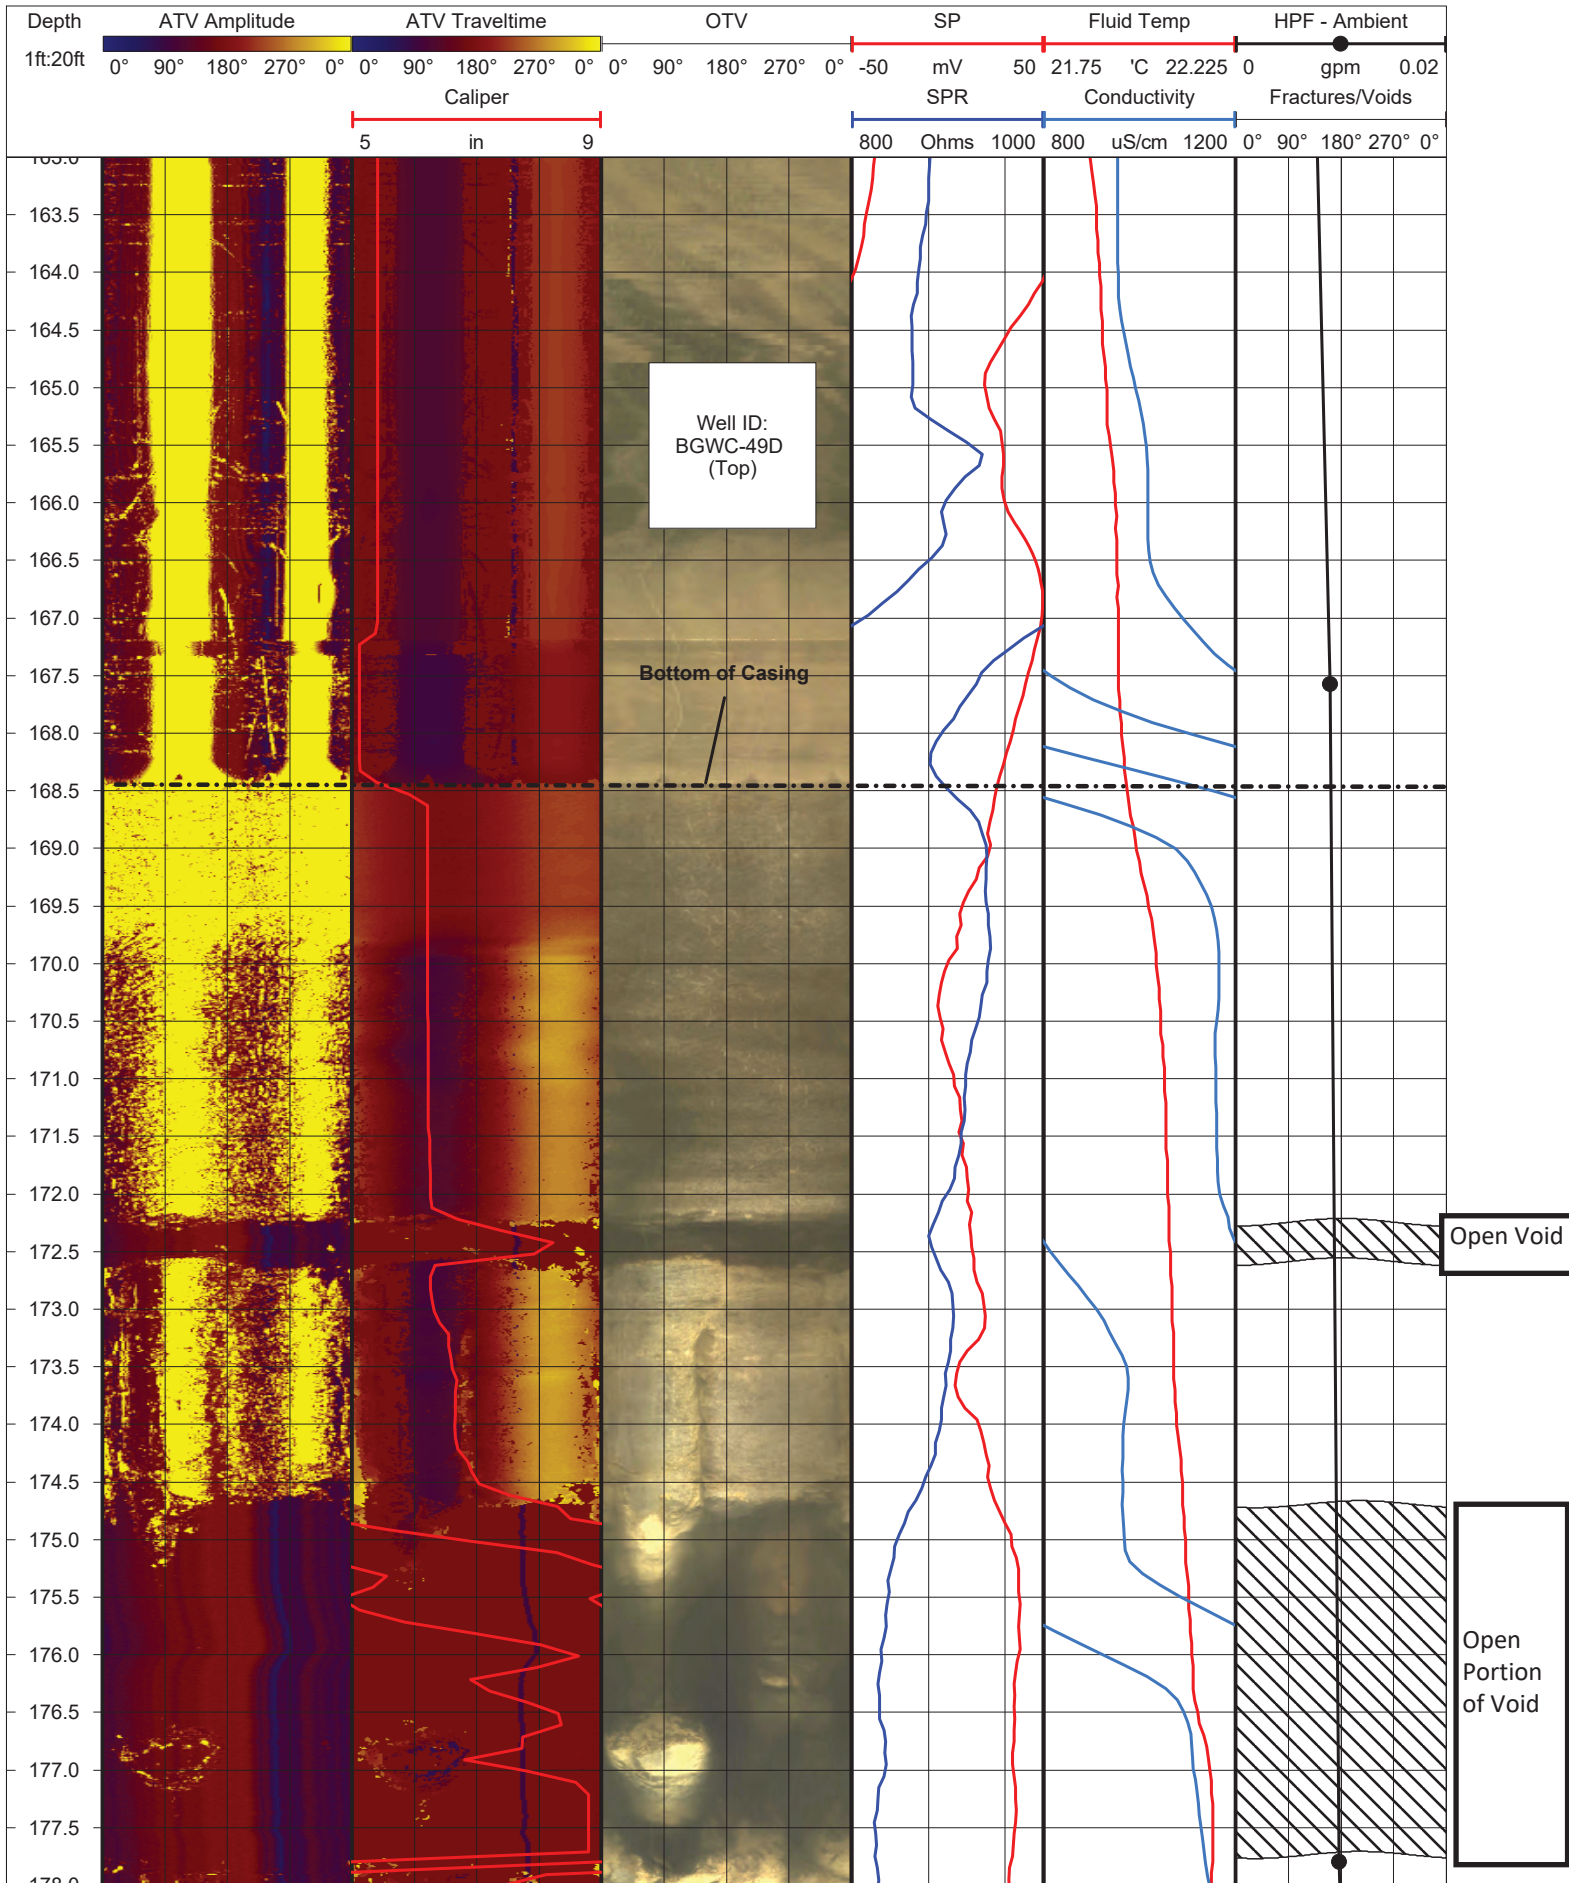 Depth ATV Amplitude ATV Traveltime OTV SP Fluid Temp HPF - Ambient
1ft:20ft 0° 90° 180° 270° 0° 0° 90° 180° 270° 0° 0° 90° 180° 270° 0° -50 mV 50 21.75 'C 22.225 0 gpm 0.02
Caliper SPR Conductivity Fractures/Voids
5 in 9 800 Ohms 1000 800 uS/cm 1200 0° 90° 180° 270° 0°
163.0
163.5
164.0
164.5
165.0
Well ID:
165.5
BGWC-49D
(Top)
166.0
166.5
167.0
167.5
Bottom of Casing
168.0
168.5
169.0
169.5
170.0
170.5
171.0
171.5
172.0
Open Void
172.5
173.0
173.5
174.0
174.5
175.0
175.5
Open
176.0
Portion
of Void
176.5
177.0
177.5
178.0